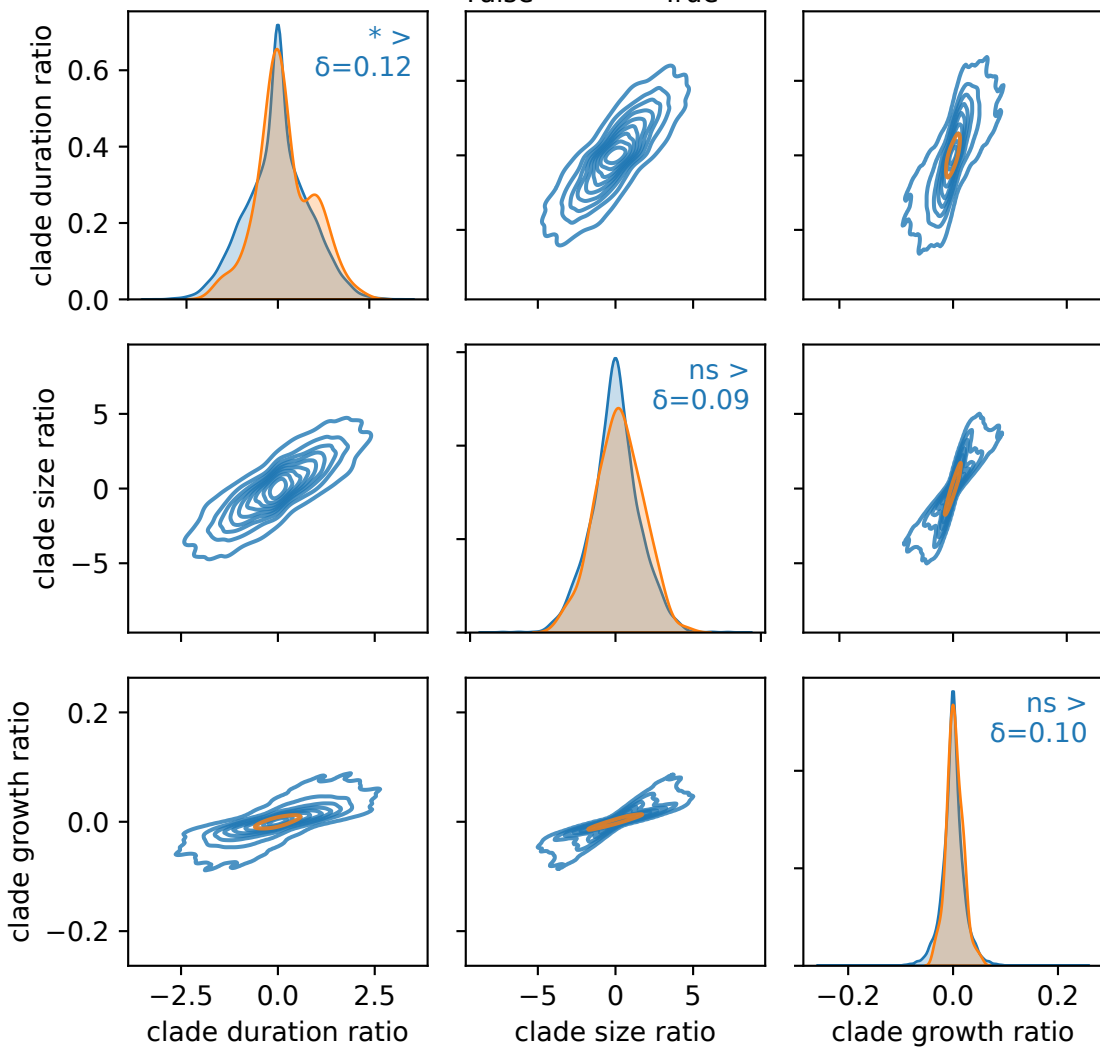 clade duration ratio
0.6
0.4
0.2
0.0
* >
δ=0.12
clade size ratio
5
0
−5
ns >
δ=0.09
clade growth ratio
0.2
0.0
−0.2
ns >
δ=0.10
−2.5 0.0 2.5
−5 0 5
−0.2 0.0 0.2
clade duration ratio
clade size ratio
clade growth ratio